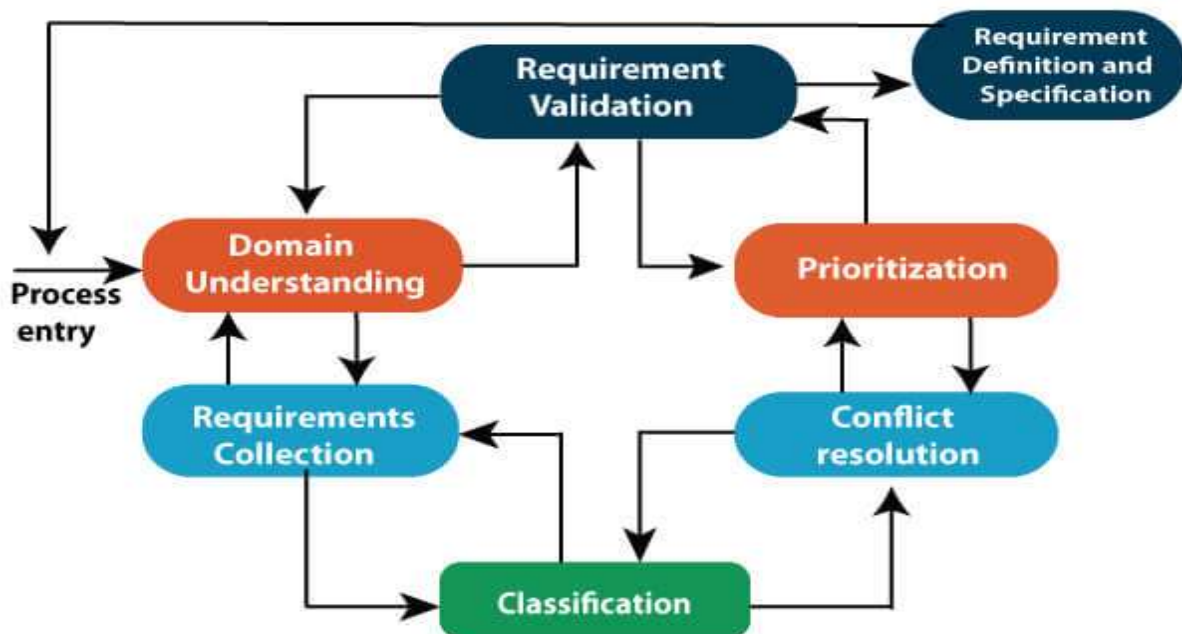 Requirement
Definition and
Specification
Requirement
Validation
Domain
Understanding
Prioritization
Process
entry
Requirements
Collection
Conflict
resolution
Classification